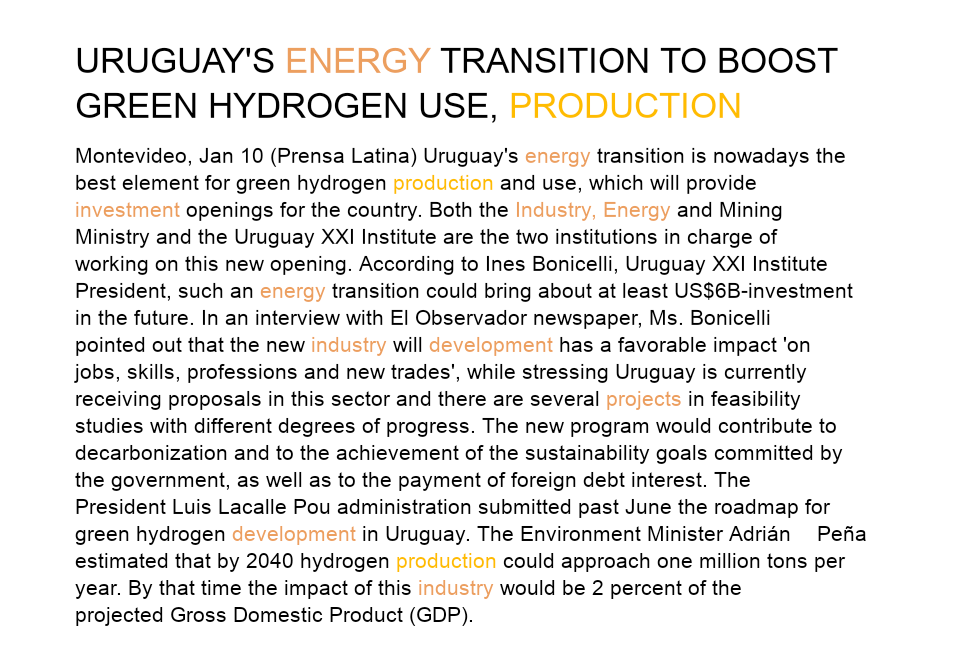 URUGUAY'S ENERGY TRANSITION TO BOOST
GREEN HYDROGEN USE, PRODUCTION
Montevideo, Jan 10 (Prensa Latina) Uruguay's energy transition is nowadays the
best element for green hydrogen production and use, which will provide
investment openings for the country. Both the Industry, Energy and Mining
Ministry and the Uruguay XXI Institute are the two institutions in charge of
working on this new opening. According to Ines Bonicelli, Uruguay XXI Institute
President, such an energy transition could bring about at least US$6B-investment
in the future. In an interview with El Observador newspaper, Ms. Bonicelli
pointed out that the new industry will development has a favorable impact 'on
jobs, skills, professions and new trades', while stressing Uruguay is currently
receiving proposals in this sector and there are several projects in feasibility
studies with different degrees of progress. The new program would contribute to
decarbonization and to the achievement of the sustainability goals committed by
the government, as well as to the payment of foreign debt interest. The
President Luis Lacalle Pou administration submitted past June the roadmap for
green hydrogen development in Uruguay. The Environment Minister Adrián Peña
estimated that by 2040 hydrogen production could approach one million tons per
year. By that time the impact of this industry would be 2 percent of the
projected Gross Domestic Product (GDP).